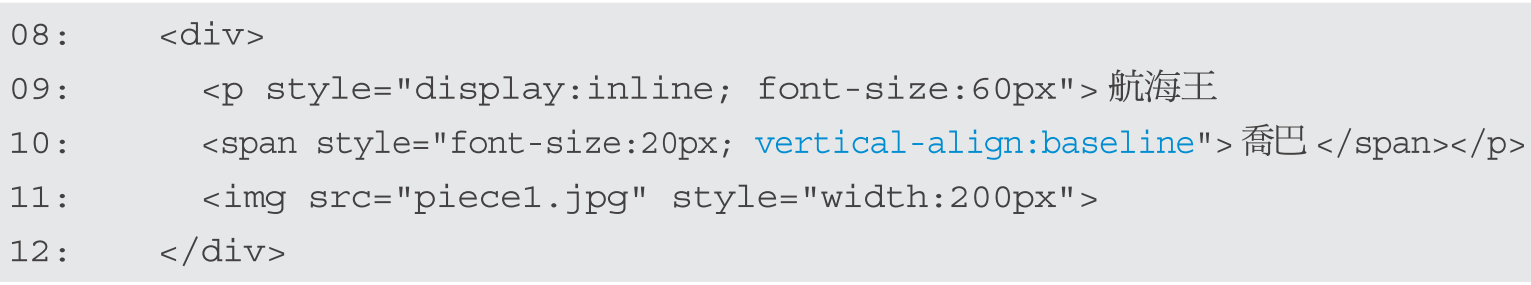 08:    <div>
09:      <p style="display:inline; font-size:60px">航海王
10:      <span style="font-size:20px; vertical-align:baseline">喬巴</span></p>
11:      <img src="piece1.jpg" style="width:200px">
12:    </div>